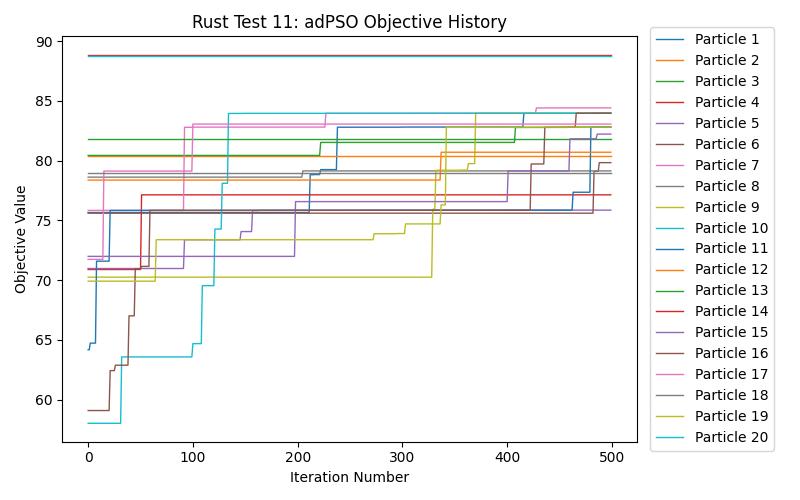 Rust Test 11: adPSO Objective History
Objective Value
90
85
80
75
70
65
60
0 100 200 300 400 500
Iteration Number
Particle 1
Particle 2
Particle 3
Particle 4
Particle 5
Particle 6
Particle 7
Particle 8
Particle 9
Particle 10
Particle 11
Particle 12
Particle 13
Particle 14
Particle 15
Particle 16
Particle 17
Particle 18
Particle 19
Particle 20